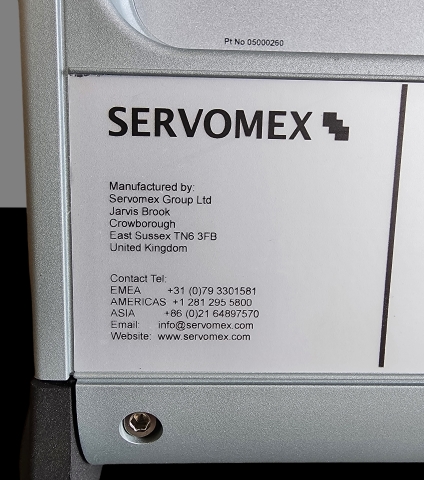 Pt No 05000260
SERVOMEX
Manufactured by:
Servomex Group Ltd
Jarvis Brook
Crowborough
East Sussex TN6 3FB
United Kingdom
Contact Tel:
EMEA +31 (0)79 3301581
AMERICAS +1 281 295 5800
ASIA +86 (0)21 64897570
Email: info@servomex.com
Website: www.servomex.com